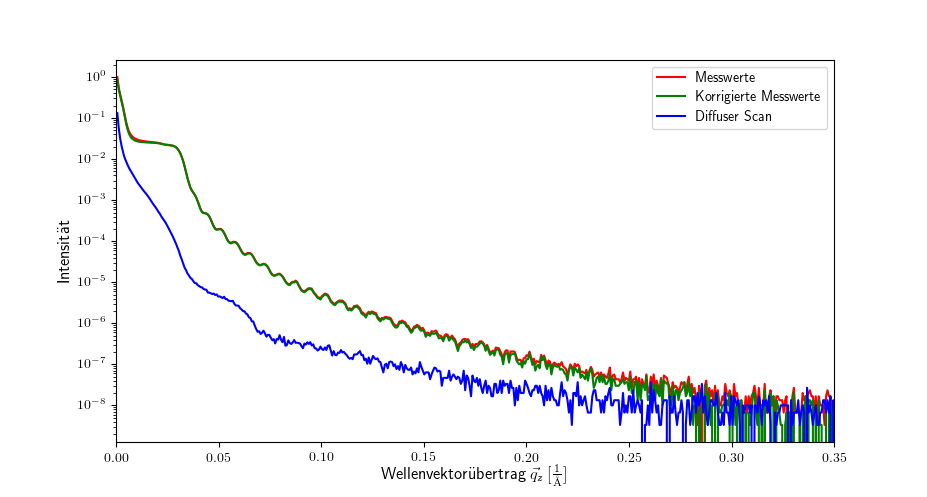 Messwerte
Korrigierte Messwerte
Diffuser Scan
10⁰
10⁻¹
10⁻²
10⁻³
10⁻⁴
10⁻⁵
10⁻⁶
10⁻⁷
10⁻⁸
Intensität
0.00 0.05 0.10 0.15 0.20 0.25 0.30 0.35
Wellenvektorübertrag q⃗z [1/Å]